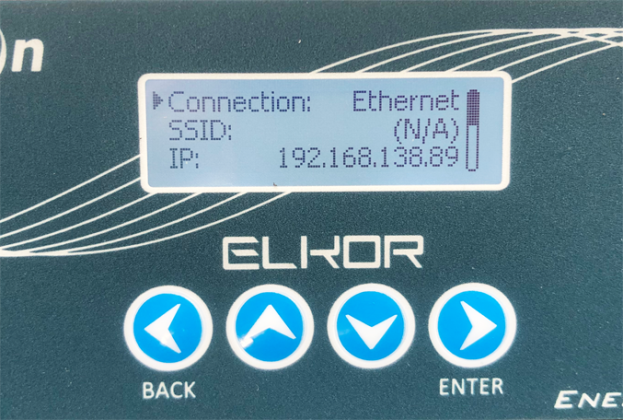 n
Connection: Ethernet
SSID: (N/A)
IP: 192.168.138.89
ELKOR
BACK ENTER